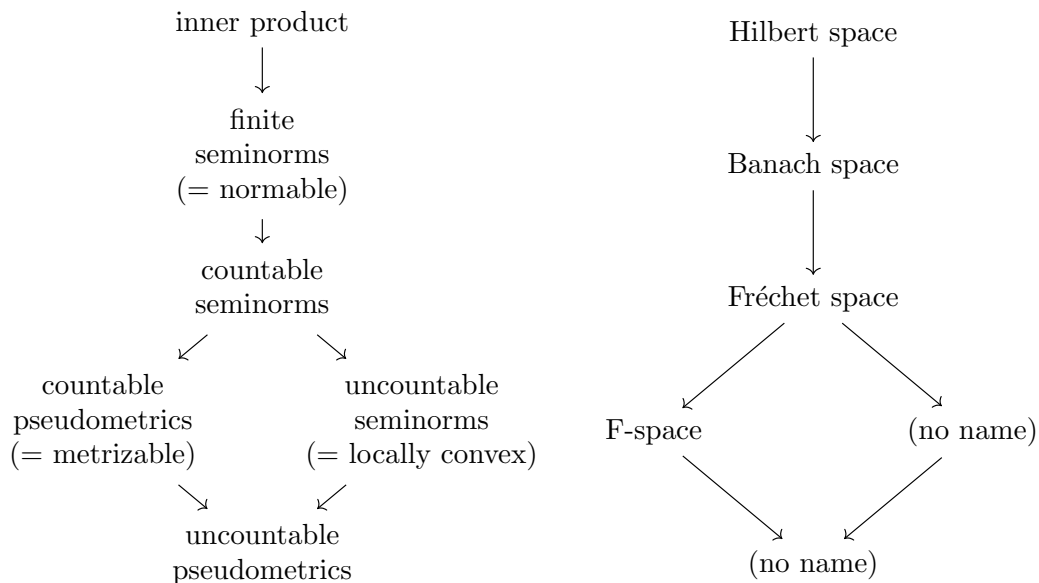 inner product
finite
seminorms
(= normable)
countable
seminorms
countable
pseudometrics
(= metrizable)
uncountable
seminorms
(= locally convex)
uncountable
pseudometrics
Hilbert space
Banach space
Fréchet space
F-space
(no name)
(no name)